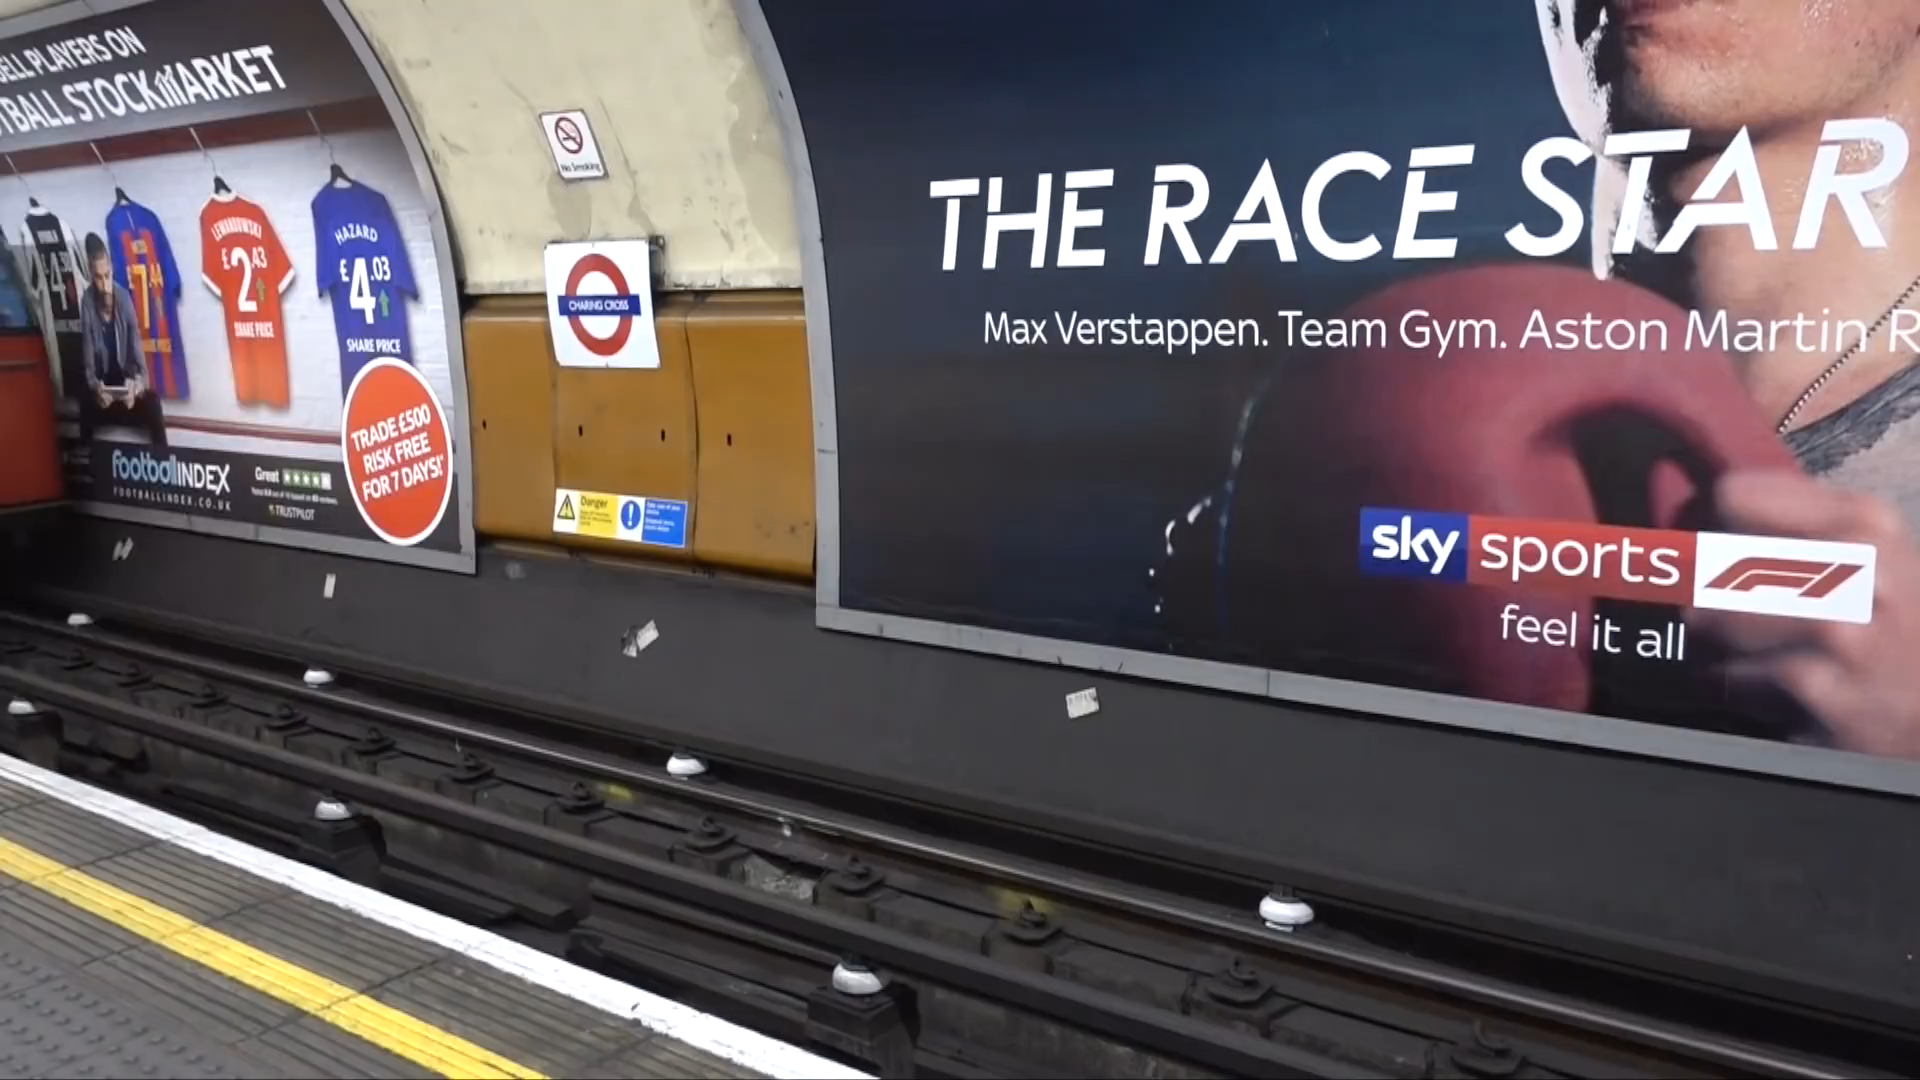 SELL PLAYERS ON
TBALL STOCKMARKET
HAZARD
£4.03
SHARE PRICE
LEWANDOWSKI
£2.43
SHARE PRICE
TRADE £500
RISK FREE
FOR 7 DAYS!*
footballINDEX
FOOTBALLINDEX.CO.UK
Great
TRUSTPILOT
No Smoking
CHARING CROSS
Danger
THE RACE STAR
Max Verstappen. Team Gym. Aston Martin R
sky sports F1
feel it all